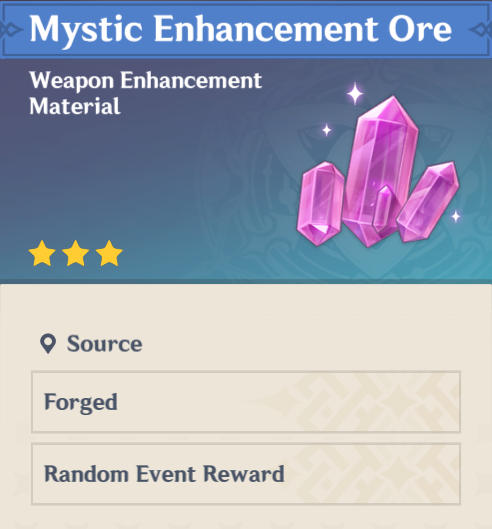 Mystic Enhancement Ore
Weapon Enhancement
Material
Source
Forged
Random Event Reward